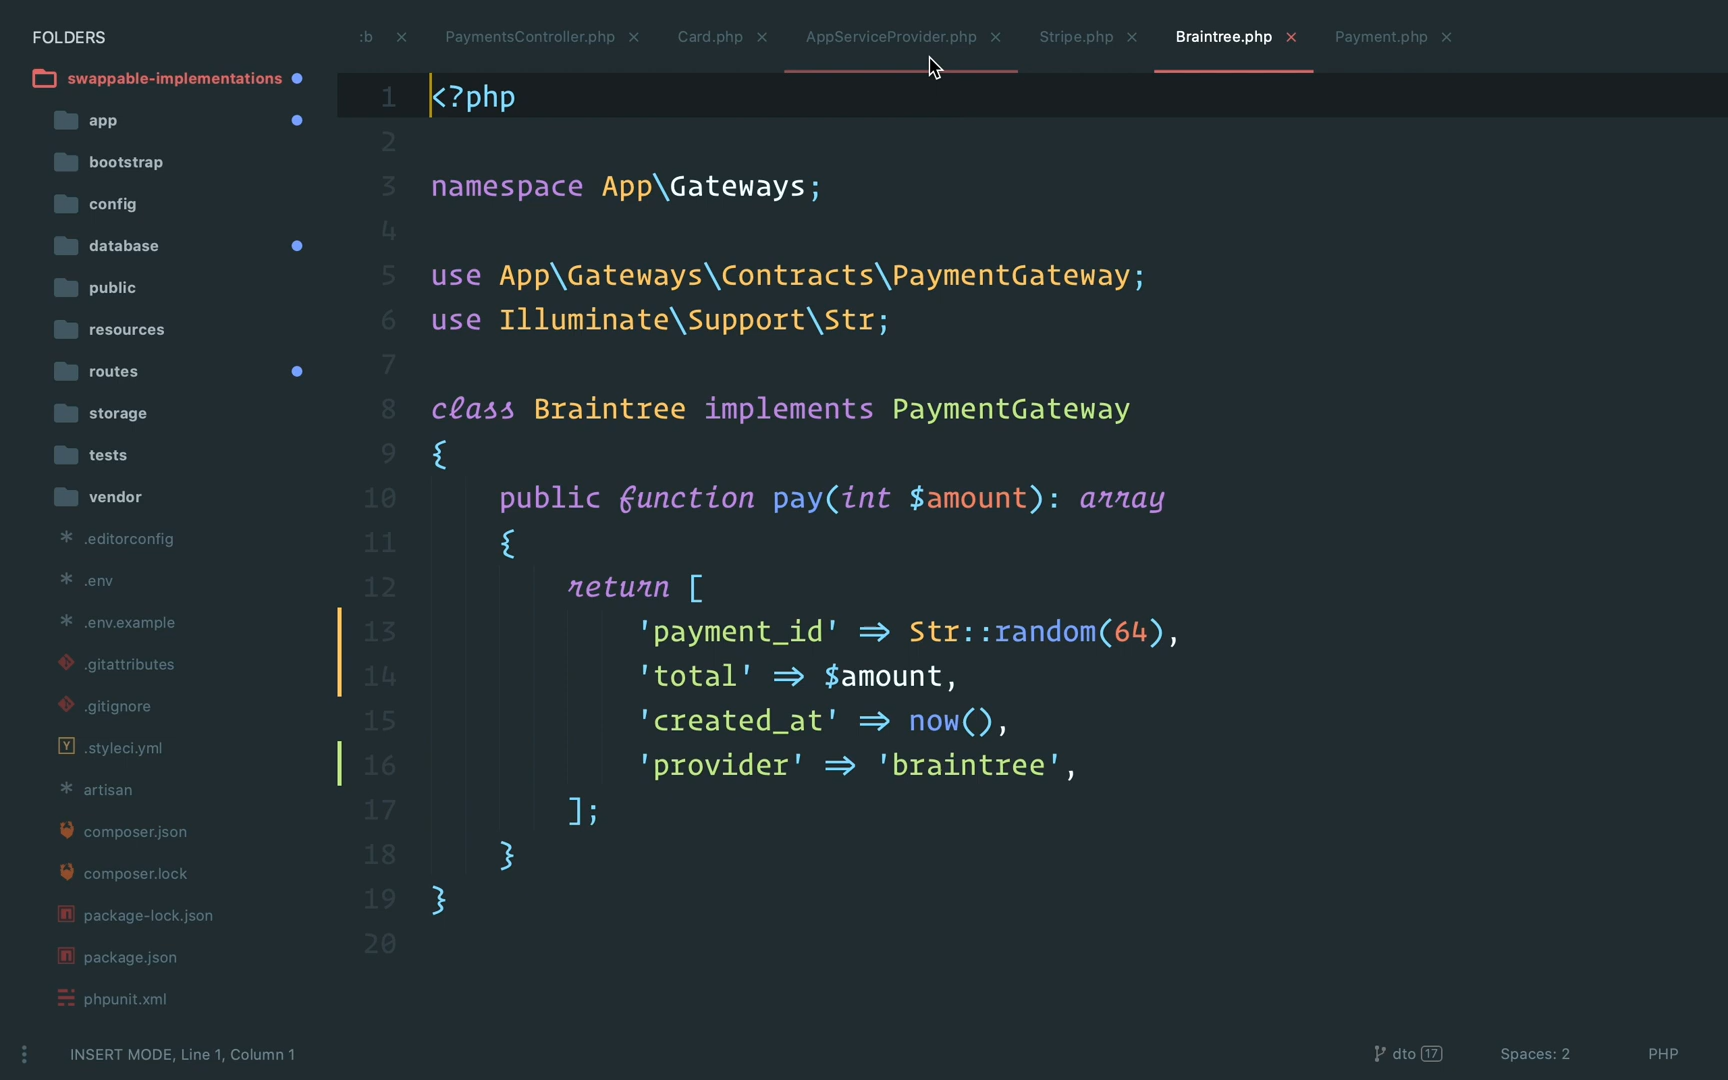 FOLDERS
swappable-implementations
app
bootstrap
config
database
public
resources
routes
storage
tests
vendor
.editorconfig
.env
.env.example
.gitattributes
.gitignore
.styleci.yml
artisan
composer.json
composer.lock
package-lock.json
package.json
phpunit.xml
:b × PaymentsController.php × Card.php × AppServiceProvider.php × Stripe.php × Braintree.php × Payment.php ×
1 <?php
2
3 namespace App\Gateways;
4
5 use App\Gateways\Contracts\PaymentGateway;
6 use Illuminate\Support\Str;
7
8 class Braintree implements PaymentGateway
9 {
10 public function pay(int $amount): array
11 {
12 return [
13 'payment_id' => Str::random(64),
14 'total' => $amount,
15 'created_at' => now(),
16 'provider' => 'braintree',
17 ];
18 }
19 }
20
INSERT MODE, Line 1, Column 1
dto 17 Spaces: 2 PHP